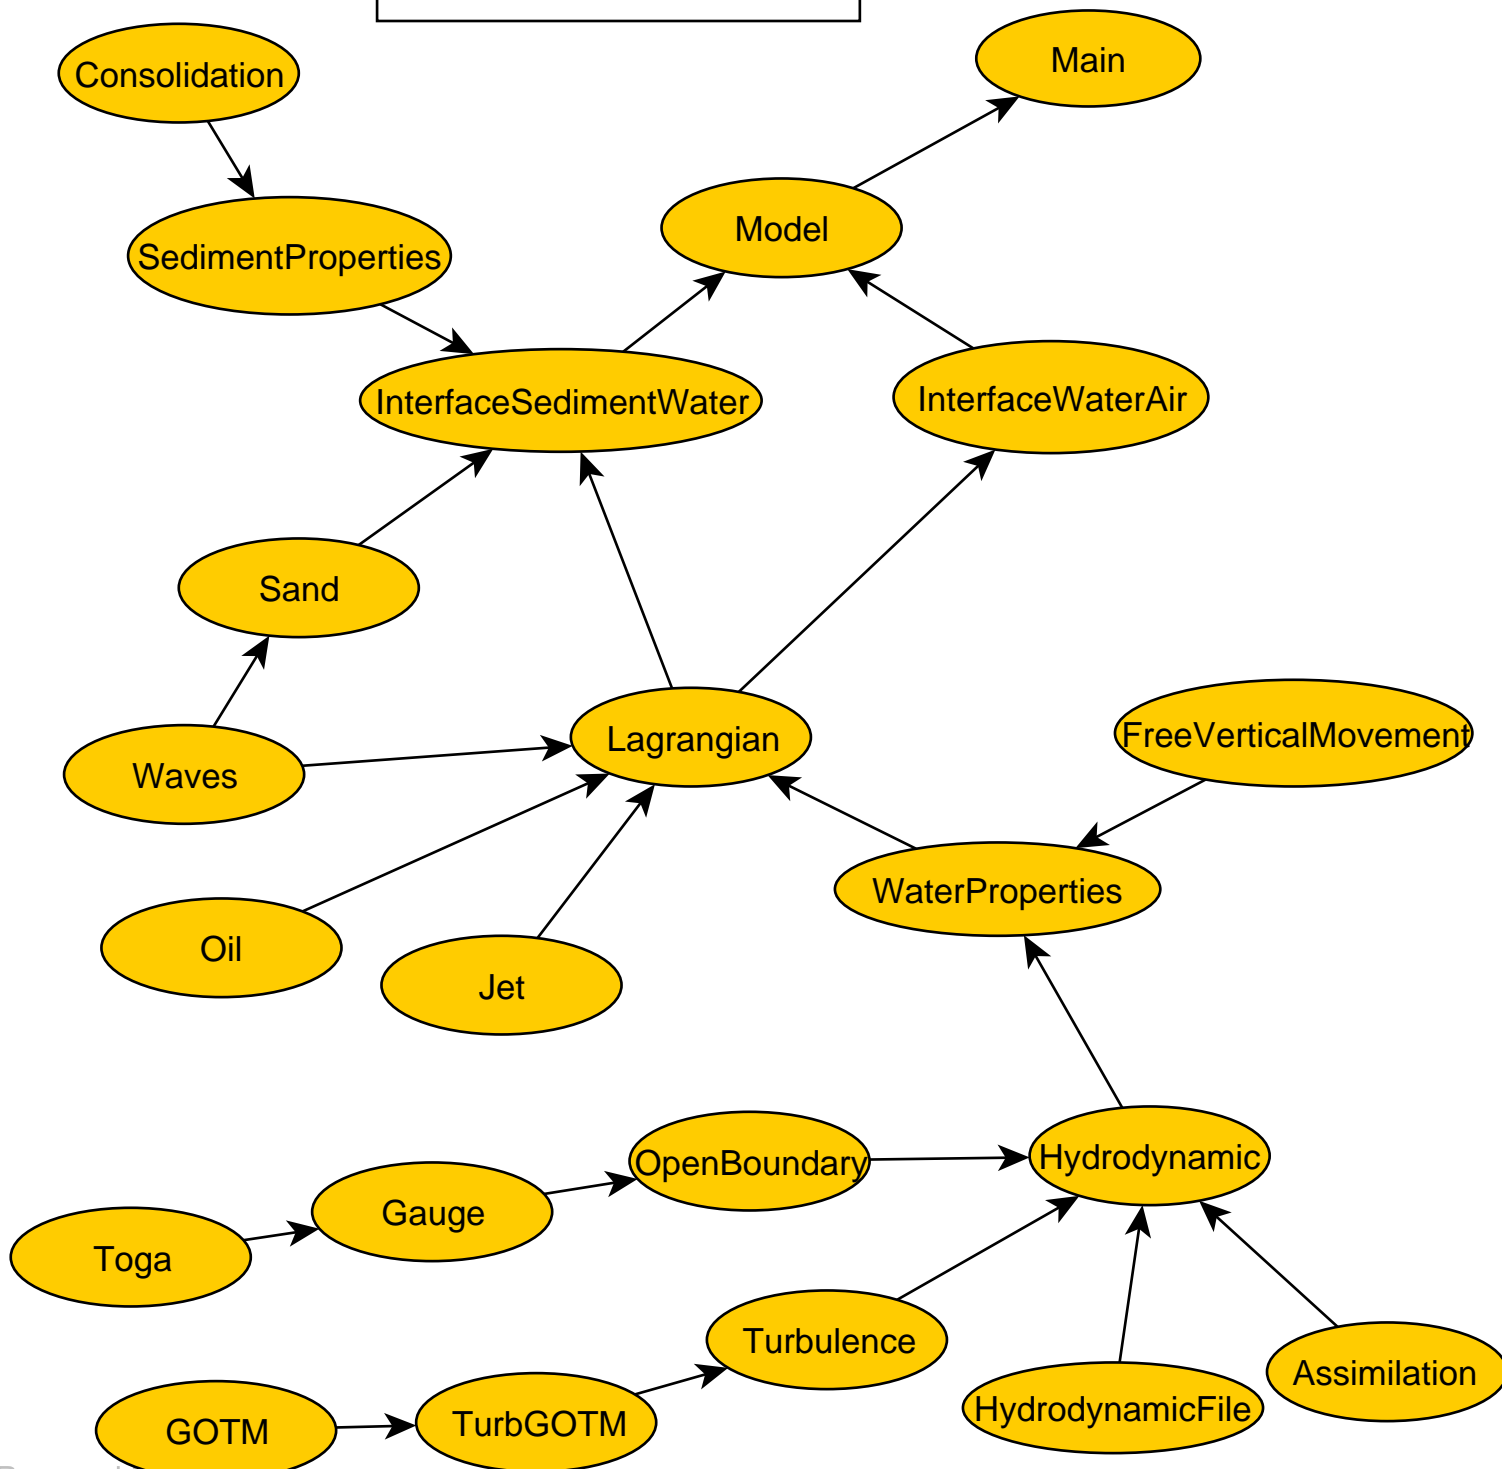 Main
Consolidation
Model
SedimentProperties
InterfaceWaterAir
InterfaceSedimentWater
Sand
FreeVerticalMovement
Lagrangian
Waves
WaterProperties
Oil
Jet
Hydrodynamic
OpenBoundary
Gauge
Toga
Turbulence
Assimilation
HydrodynamicFile
TurbGOTM
GOTM